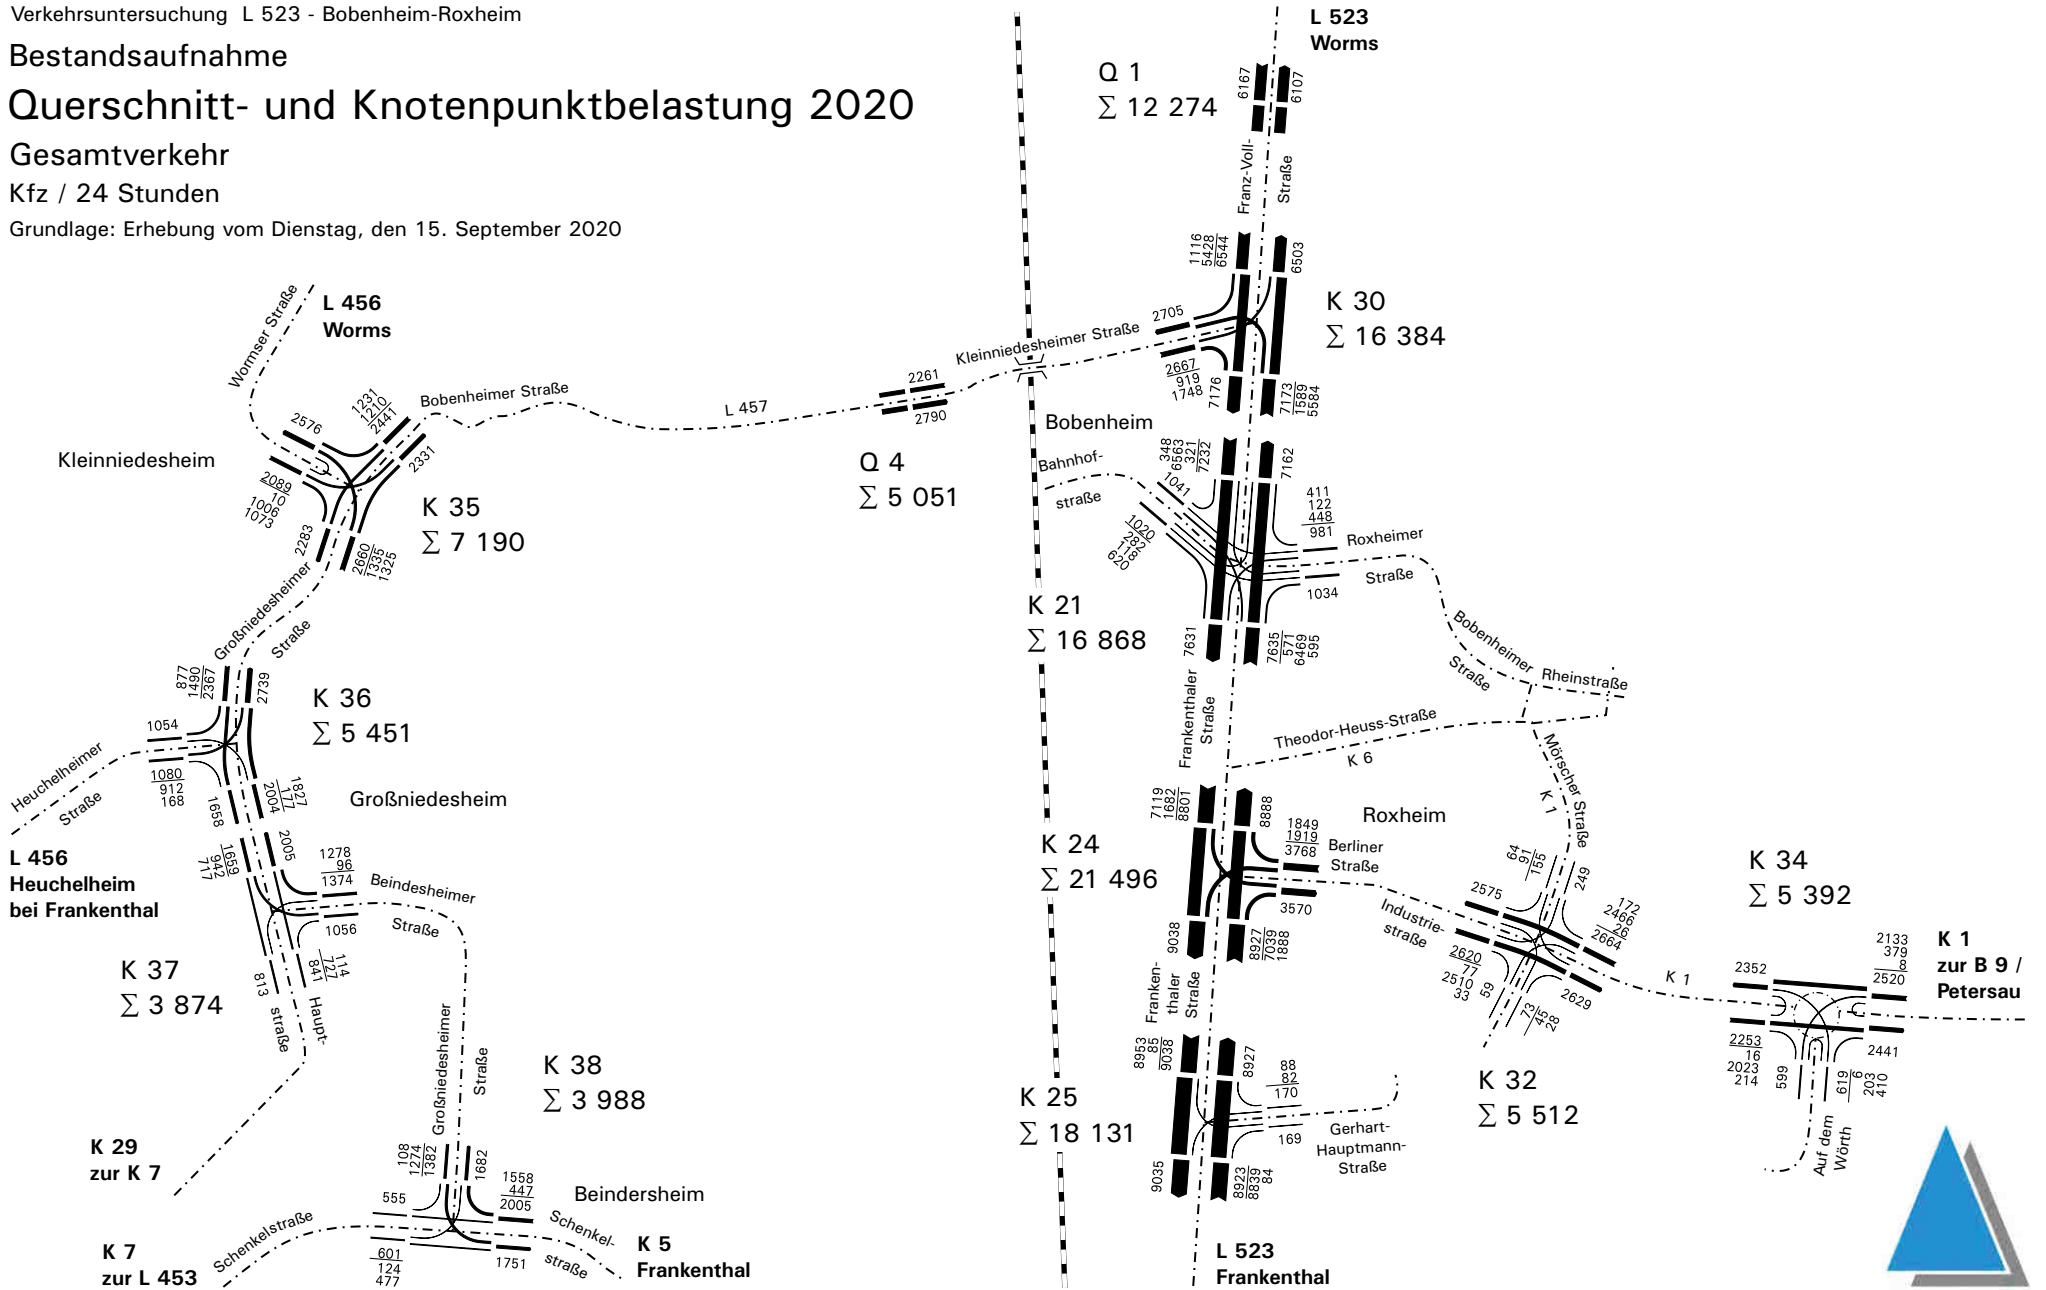 Verkehrsuntersuchung L 523 - Bobenheim-Roxheim
Bestandsaufnahme
Querschnitt- und Knotenpunktbelastung 2020
Gesamtverkehr
Kfz / 24 Stunden
Grundlage: Erhebung vom Dienstag, den 15. September 2020
L 523
Worms
Q 1
∑ 12 274
6167
6107
Franz-Voll-
Straße
1116
5428
6544
6503
K 30
∑ 16 384
2705
2667
919
1748
7176
7173
1589
5584
Kleinniedesheimer Straße
2261
2790
Q 4
∑ 5 051
L 457
Bobenheimer Straße
L 456
Worms
Wormser Straße
2576
1231
1210
2441
2331
Kleinniedesheim
2089
10
1006
1073
K 35
∑ 7 190
2283
2660
1335
1325
Großniedesheimer
Straße
877
1490
2367
2739
K 36
∑ 5 451
1054
1080
912
168
1658
1827
177
2004
Heuchelheimer
Straße
L 456
Heuchelheim
bei Frankenthal
Großniedesheim
1659
942
717
2005
1278
96
1374
1056
Beindesheimer
Straße
K 37
∑ 3 874
813
114
727
841
Haupt-
straße
K 29
zur K 7
Großniedesheimer
Straße
K 38
∑ 3 988
108
1274
1382
1682
1558
447
2005
555
601
124
477
1751
Beindersheim
Schenkelstraße
Schenkel-
straße
K 7
zur L 453
K 5
Frankenthal
Bobenheim
Bahnhof-
straße
348
6563
321
7232
7162
1041
1020
282
118
620
411
122
448
981
1034
Roxheimer
Straße
K 21
∑ 16 868
7631
7635
571
6469
595
Bobenheimer
Straße
Rheinstraße
Frankenthaler
Straße
Theodor-Heuss-Straße
K 6
Mörscher Straße
K 1
7119
1682
8801
8888
1849
1919
3768
Roxheim
Berliner
Straße
K 24
∑ 21 496
3570
9038
8927
7039
1888
Industrie-
straße
2575
64
91
155
249
172
2466
26
2664
2620
77
2510
33
59
73
45
28
2629
K 32
∑ 5 512
K 1
K 34
∑ 5 392
2352
2133
379
8
2520
K 1
zur B 9 /
Petersau
2253
16
2023
214
599
619
6
203
410
2441
Auf dem
Wörth
Franken-
thaler
Straße
8953
85
9038
8927
88
82
170
K 25
∑ 18 131
169
9035
8923
8839
84
Gerhart-
Hauptmann-
Straße
L 523
Frankenthal